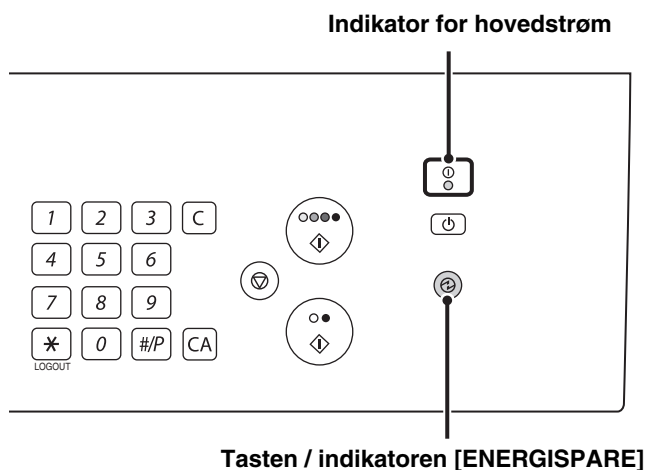 Indikator for hovedstrøm
1 2 3 C
4 5 6
7 8 9
* 0 #/P CA
LOGOUT
Tasten / indikatoren [ENERGISPARE]